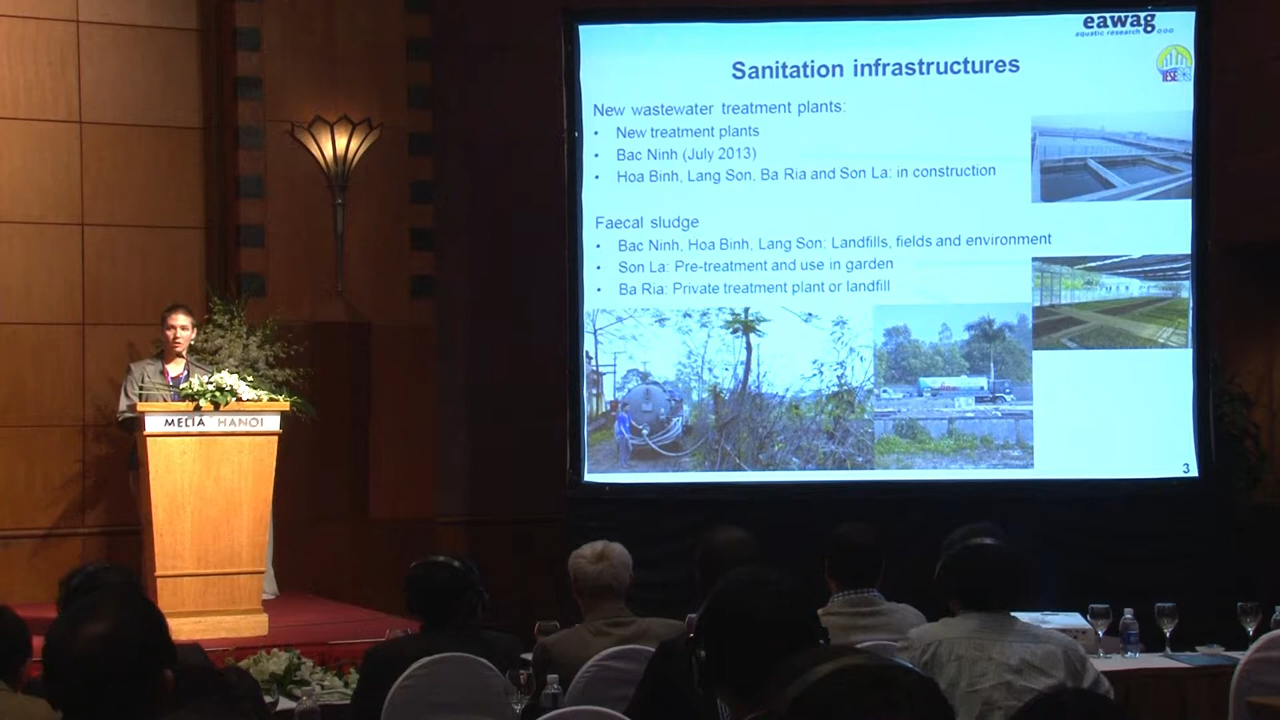 eawag
aquatic research
IESE
Sanitation infrastructures
New wastewater treatment plants:
• New treatment plants
• Bac Ninh (July 2013)
• Hoa Binh, Lang Son, Ba Ria and Son La: in construction
Faecal sludge
• Bac Ninh, Hoa Binh, Lang Son: Landfills, fields and environment
• Son La: Pre-treatment and use in garden
• Ba Ria: Private treatment plant or landfill
3
MELIÁ HANOI